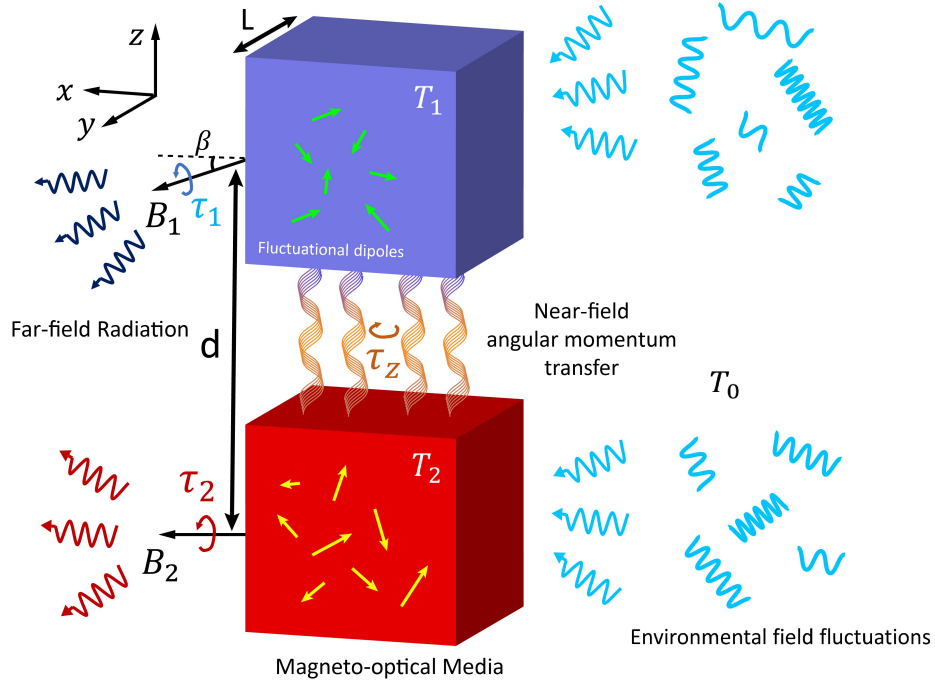 L
z
x
y
T₁
β
B₁
τ₁
Fluctuational dipoles
Far-field Radiation
d
τ_z
Near-field
angular momentum
transfer
T₀
T₂
τ₂
B₂
Magneto-optical Media
Environmental field fluctuations